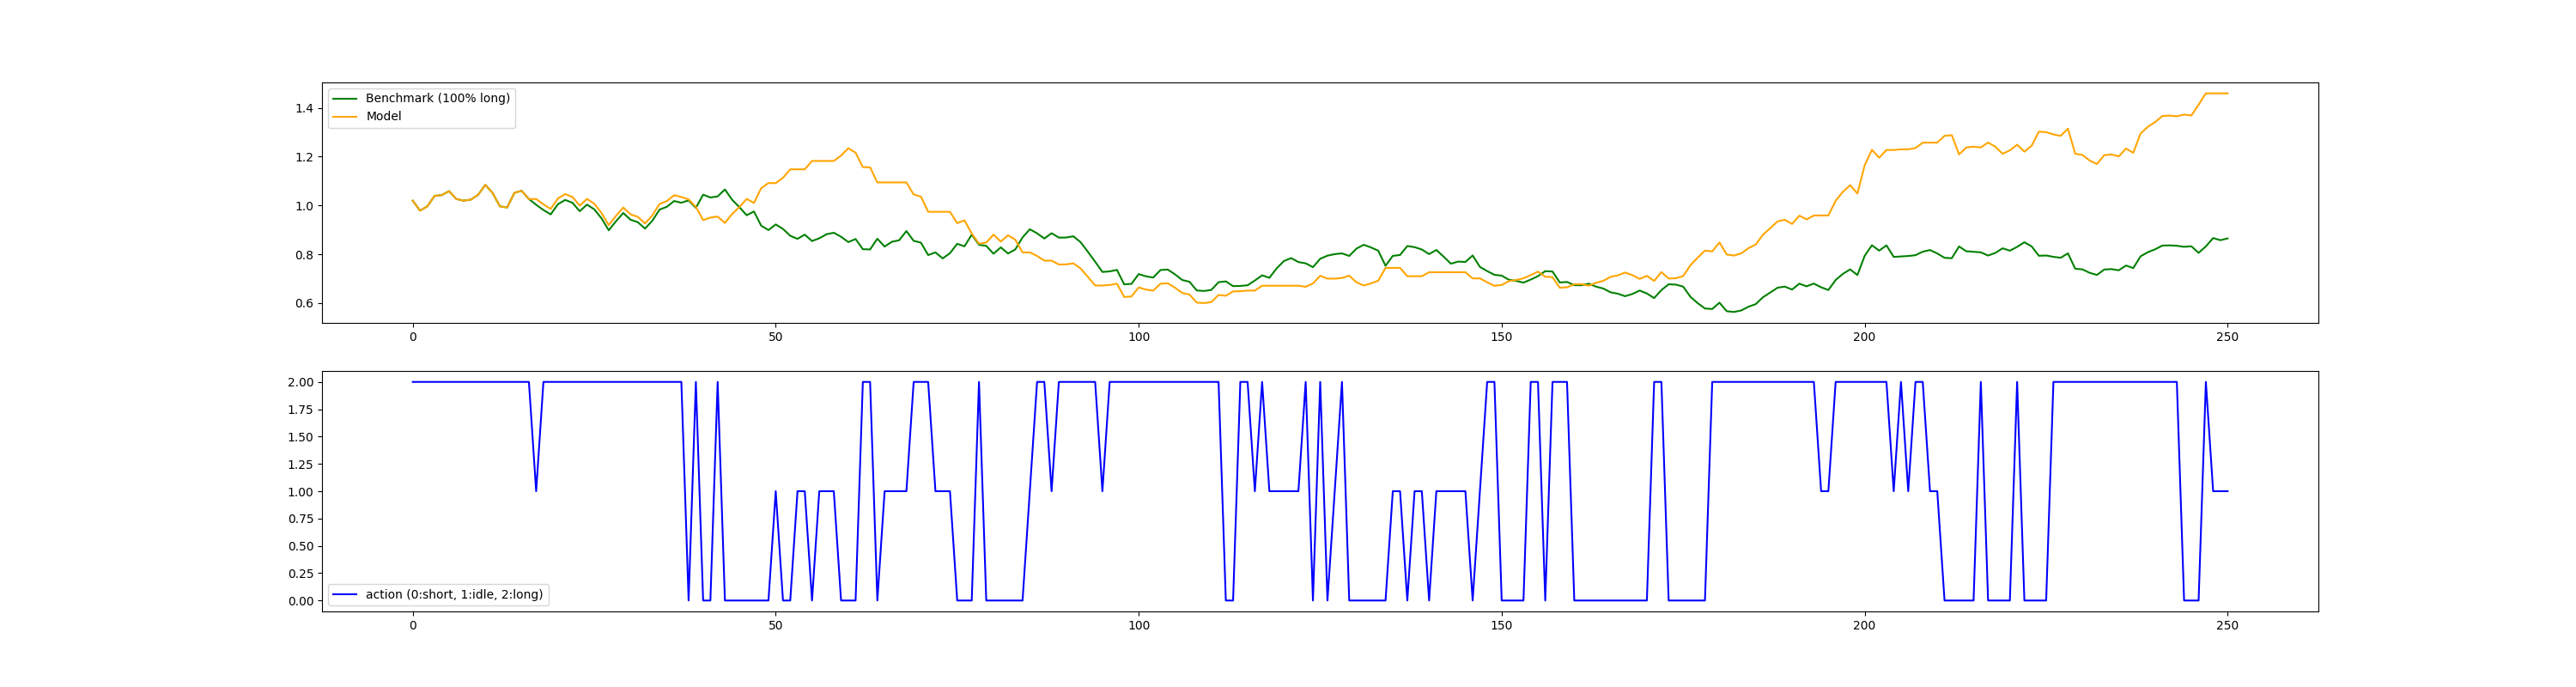 Benchmark (100% long)
Model
1.4
1.2
1.0
0.8
0.6
0 50 100 150 200 250
2.00
1.75
1.50
1.25
1.00
0.75
0.50
0.25
0.00
action (0:short, 1:idle, 2:long)
0 50 100 150 200 250